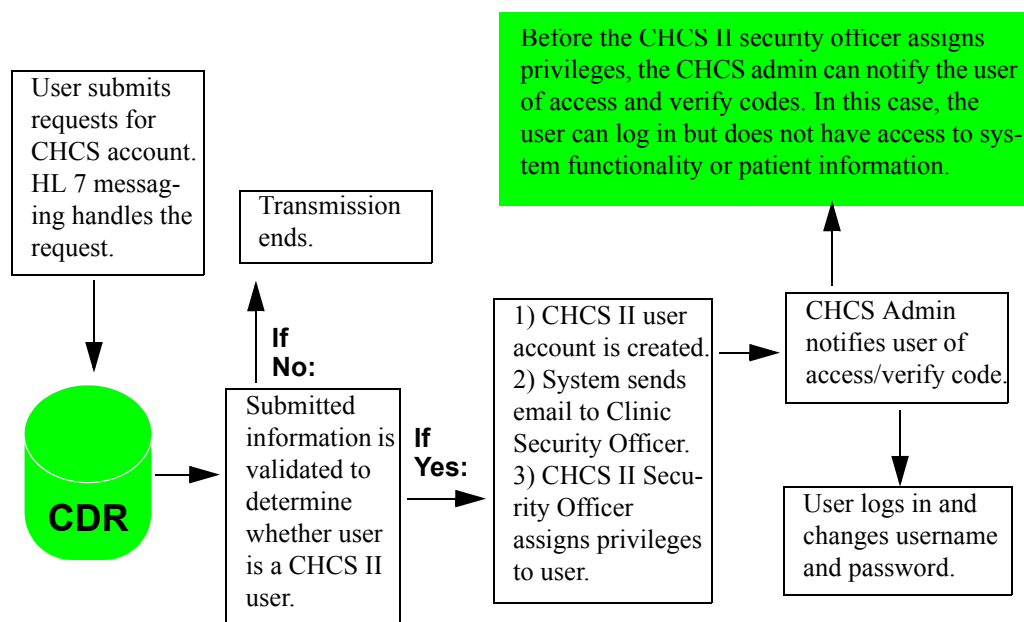 User submits
requests for
CHCS account.
HL 7 messag-
ing handles the
request.
CDR
Submitted
information is
validated to
determine
whether user
is a CHCS II
user.
If
No:
Transmission
ends.
If
Yes:
1) CHCS II user
account is created.
2) System sends
email to Clinic
Security Officer.
3) CHCS II Secu-
rity Officer
assigns privileges
to user.
CHCS Admin
notifies user of
access/verify code.
Before the CHCS II security officer assigns
privileges, the CHCS admin can notify the user
of access and verify codes. In this case, the
user can log in but does not have access to sys-
tem functionality or patient information.
User logs in and
changes username
and password.